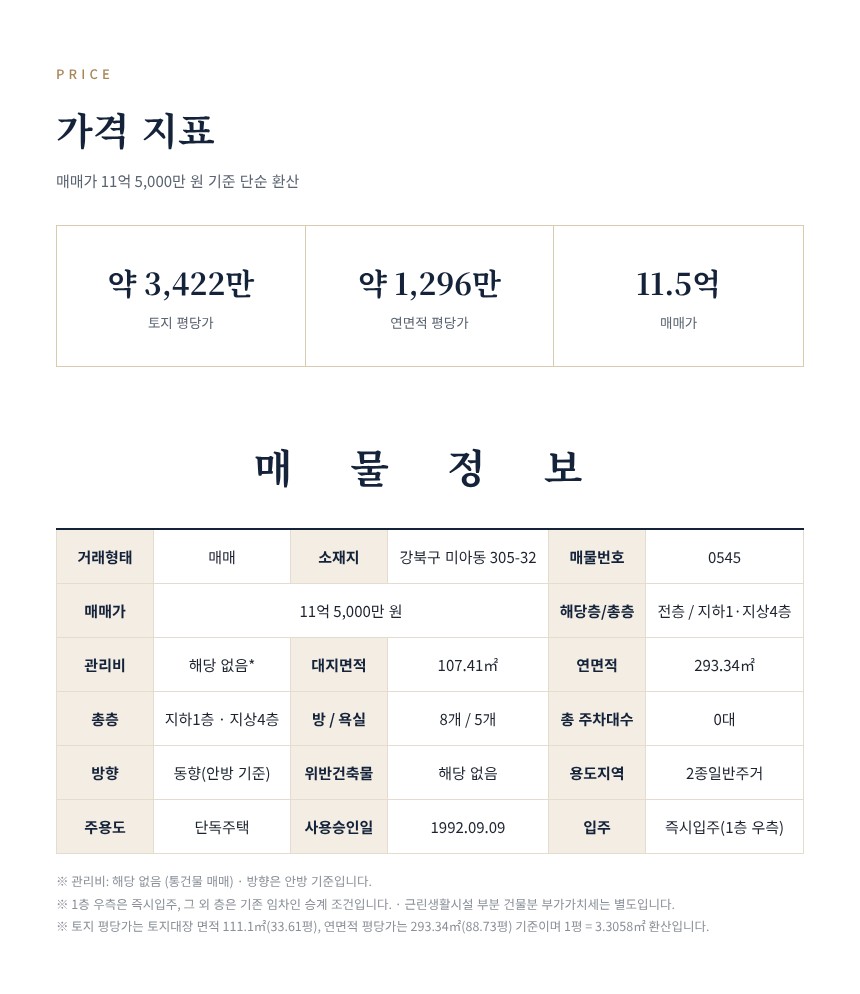 PRICE
가격 지표
매매가 11억 5,000만 원 기준 단순 환산
약 3,422만 약 1,296만 11.5억
토지 평당가 연면적 평당가 매매가
매 물 정 보
거래형태 매매 소재지 강북구 미아동 305-32 매물번호 0545
매매가 11억 5,000만 원 해당층/총층 전층 / 지하1·지상4층
관리비 해당 없음* 대지면적 107.41㎡ 연면적 293.34㎡
총층 지하1층 · 지상4층 방 / 욕실 8개 / 5개 총 주차대수 0대
방향 동향(안방 기준) 위반건축물 해당 없음 용도지역 2종일반주거
주용도 단독주택 사용승인일 1992.09.09 입주 즉시입주(1층 우측)
※ 관리비: 해당 없음 (통건물 매매) · 방향은 안방 기준입니다.
※ 1층 우측은 즉시입주, 그 외 층은 기존 임차인 승계 조건입니다. · 근린생활시설 부분 건물분 부가가치세는 별도입니다.
※ 토지 평당가는 토지대장 면적 111.1㎡(33.61평), 연면적 평당가는 293.34㎡(88.73평) 기준이며 1평 = 3.3058㎡ 환산입니다.